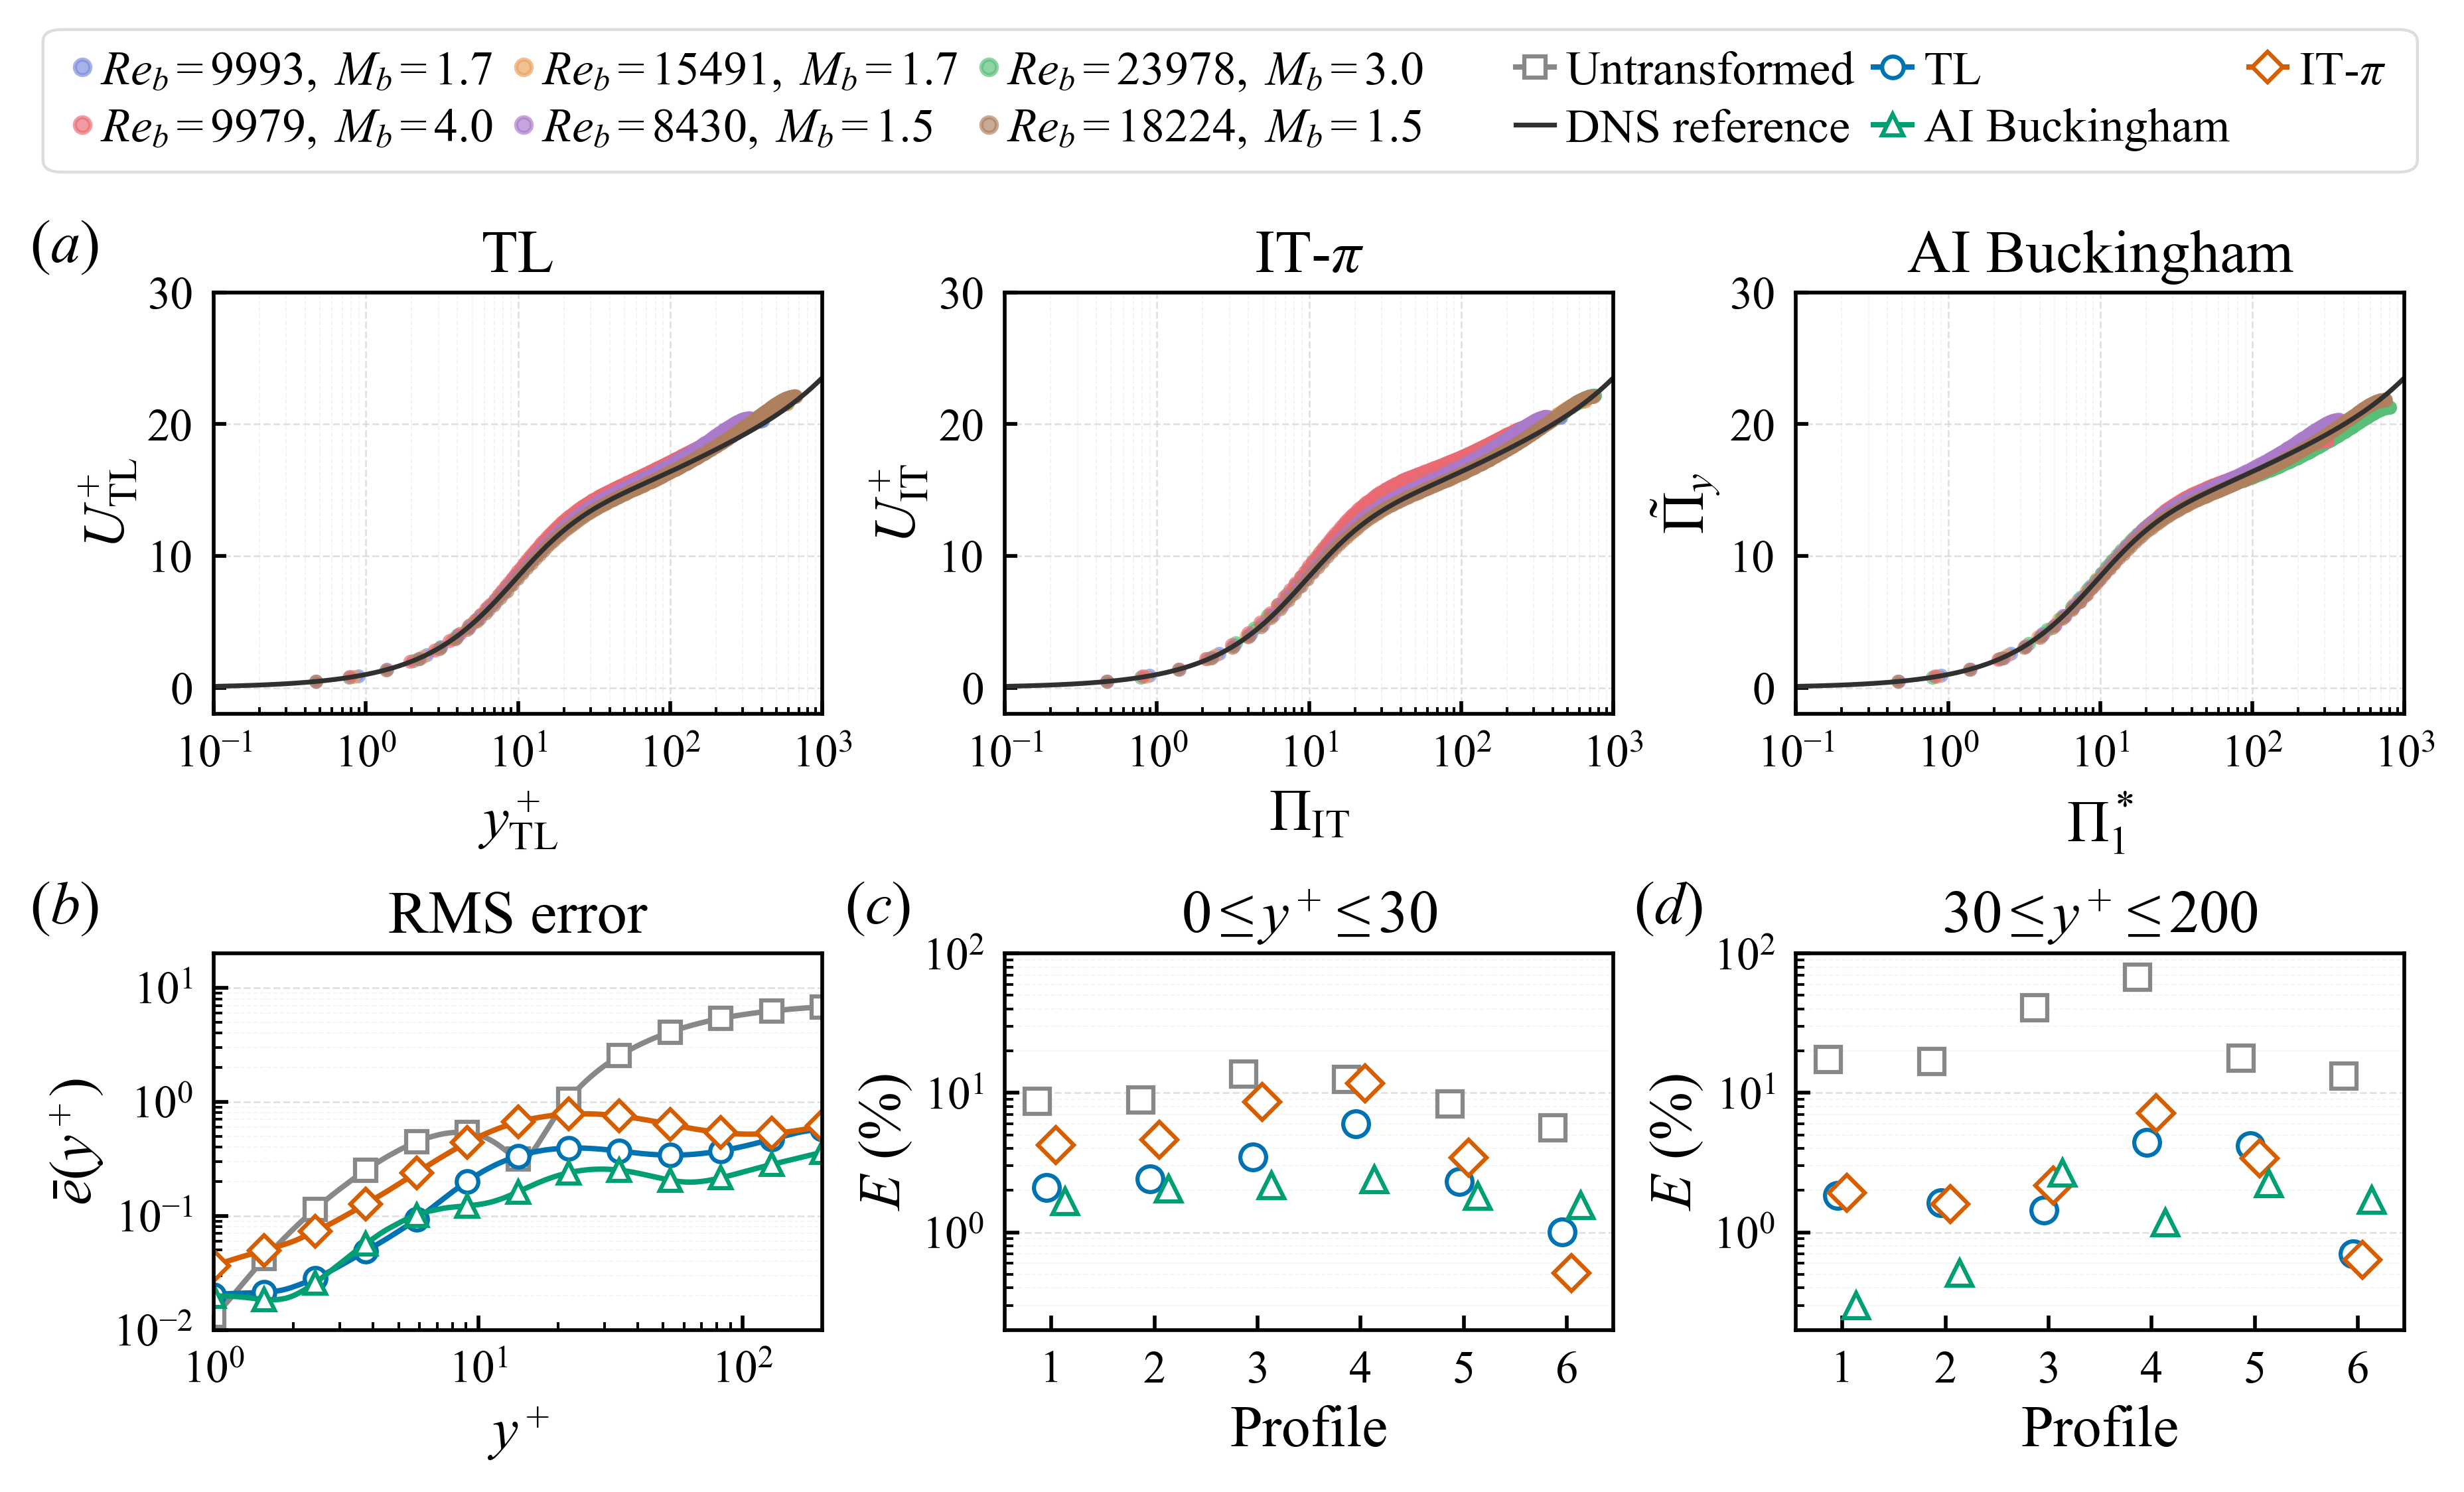 Re_b = 9993, M_b = 1.7 Re_b = 15491, M_b = 1.7 Re_b = 23978, M_b = 3.0 Untransformed TL IT-π
Re_b = 9979, M_b = 4.0 Re_b = 8430, M_b = 1.5 Re_b = 18224, M_b = 1.5 DNS reference AI Buckingham
(a)
TL
30
20
10
0
U⁺_TL
10⁻¹ 10⁰ 10¹ 10² 10³
y⁺_TL
IT-π
30
20
10
0
U⁺_IT
10⁻¹ 10⁰ 10¹ 10² 10³
Π_IT
AI Buckingham
30
20
10
0
Π̃_y
10⁻¹ 10⁰ 10¹ 10² 10³
Π₁*
(b)
RMS error
10¹
10⁰
10⁻¹
10⁻²
ē(y⁺)
10⁰ 10¹ 10²
y⁺
(c)
0 ≤ y⁺ ≤ 30
10²
10¹
10⁰
E (%)
1 2 3 4 5 6
Profile
(d)
30 ≤ y⁺ ≤ 200
10²
10¹
10⁰
E (%)
1 2 3 4 5 6
Profile